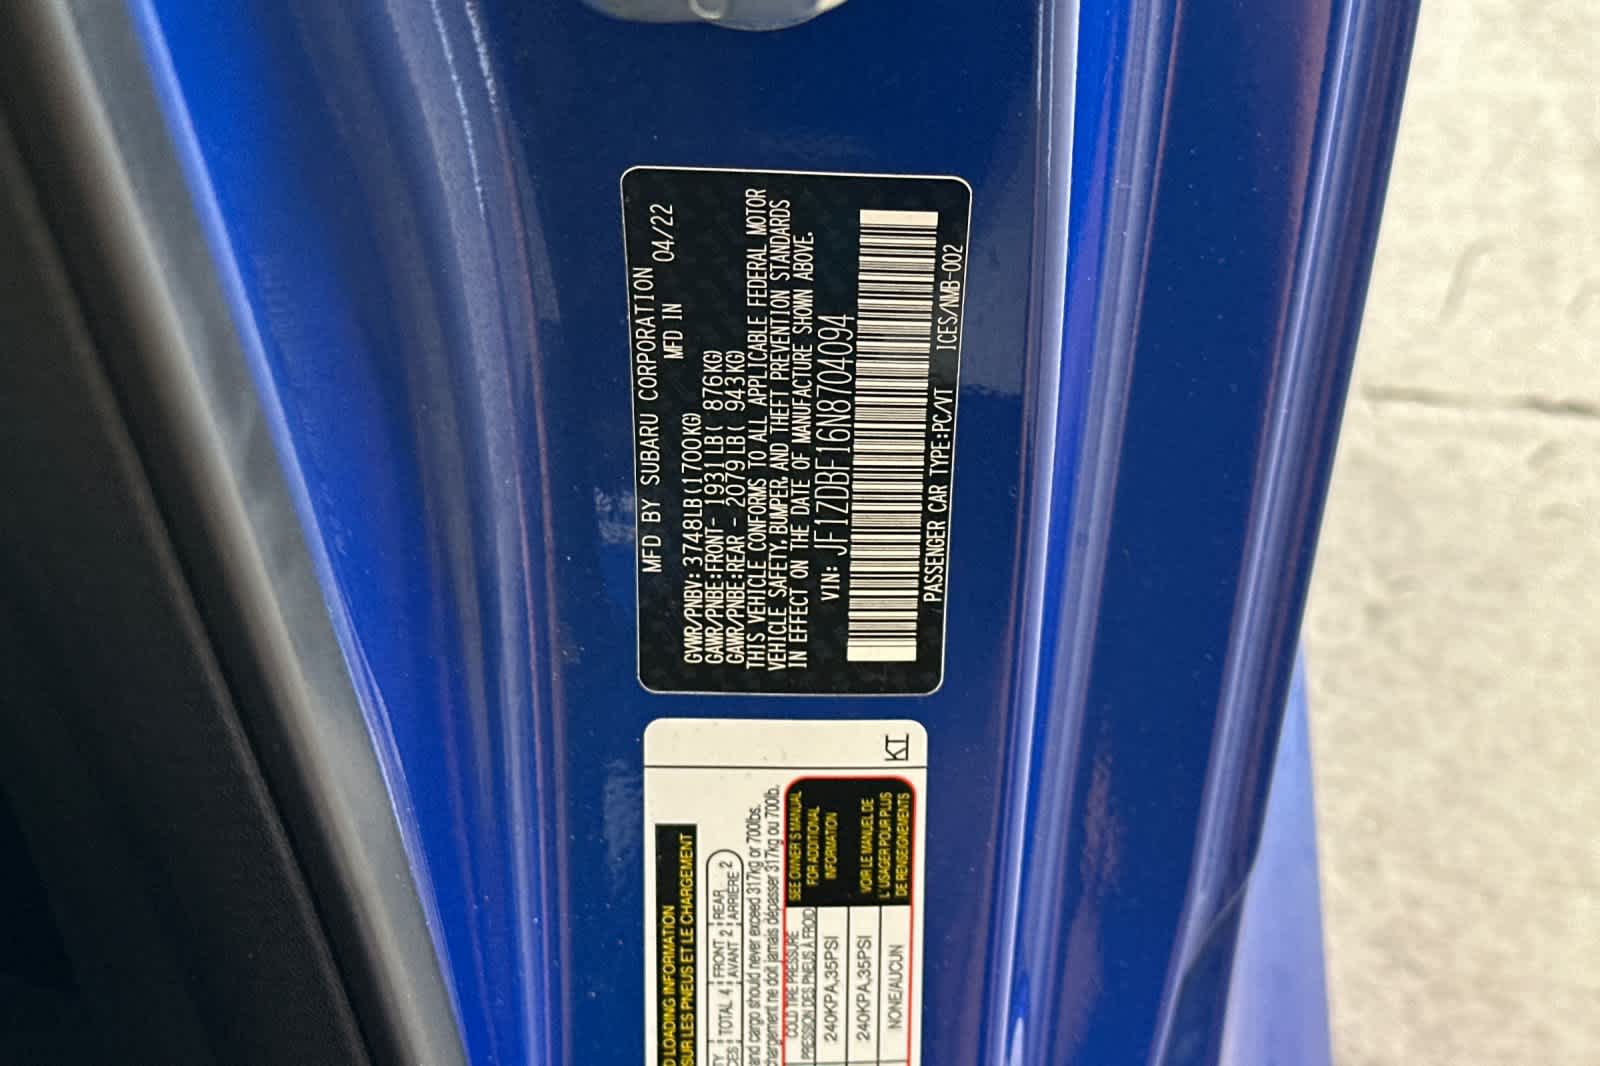 MFD BY SUBARU CORPORATION
MFD IN 04/22
GVWR/PNBV: 3748LB(1700KG)
GAWR/PNBE:FRONT- 1931LB( 876KG)
GAWR/PNBE:REAR - 2079LB( 943KG)
THIS VEHICLE CONFORMS TO ALL APPLICABLE FEDERAL MOTOR
VEHICLE SAFETY, BUMPER, AND THEFT PREVENTION STANDARDS
IN EFFECT ON THE DATE OF MANUFACTURE SHOWN ABOVE.
VIN: JF1ZDBF16N8704094
PASSENGER CAR TYPE:PC/VT ICES/NMB-002
KT
LOADING INFORMATION
SUR LES PNEUS ET LE CHARGEMENT
TOTAL 4 FRONT 2 REAR 2
AVANT ARRIÈRE
and cargo should never exceed 317kg or 700lbs.
chargement ne doit jamais dépasser 317kg ou 700lb.
COLD TIRE PRESSURE
PRESSION DES PNEUS À FROID
240KPA,35PSI
240KPA,35PSI
NONE/AUCUN
SEE OWNER'S MANUAL
FOR ADDITIONAL
INFORMATION
VOIR LE MANUEL DE
L'USAGER POUR PLUS
DE RENSEIGNEMENTS